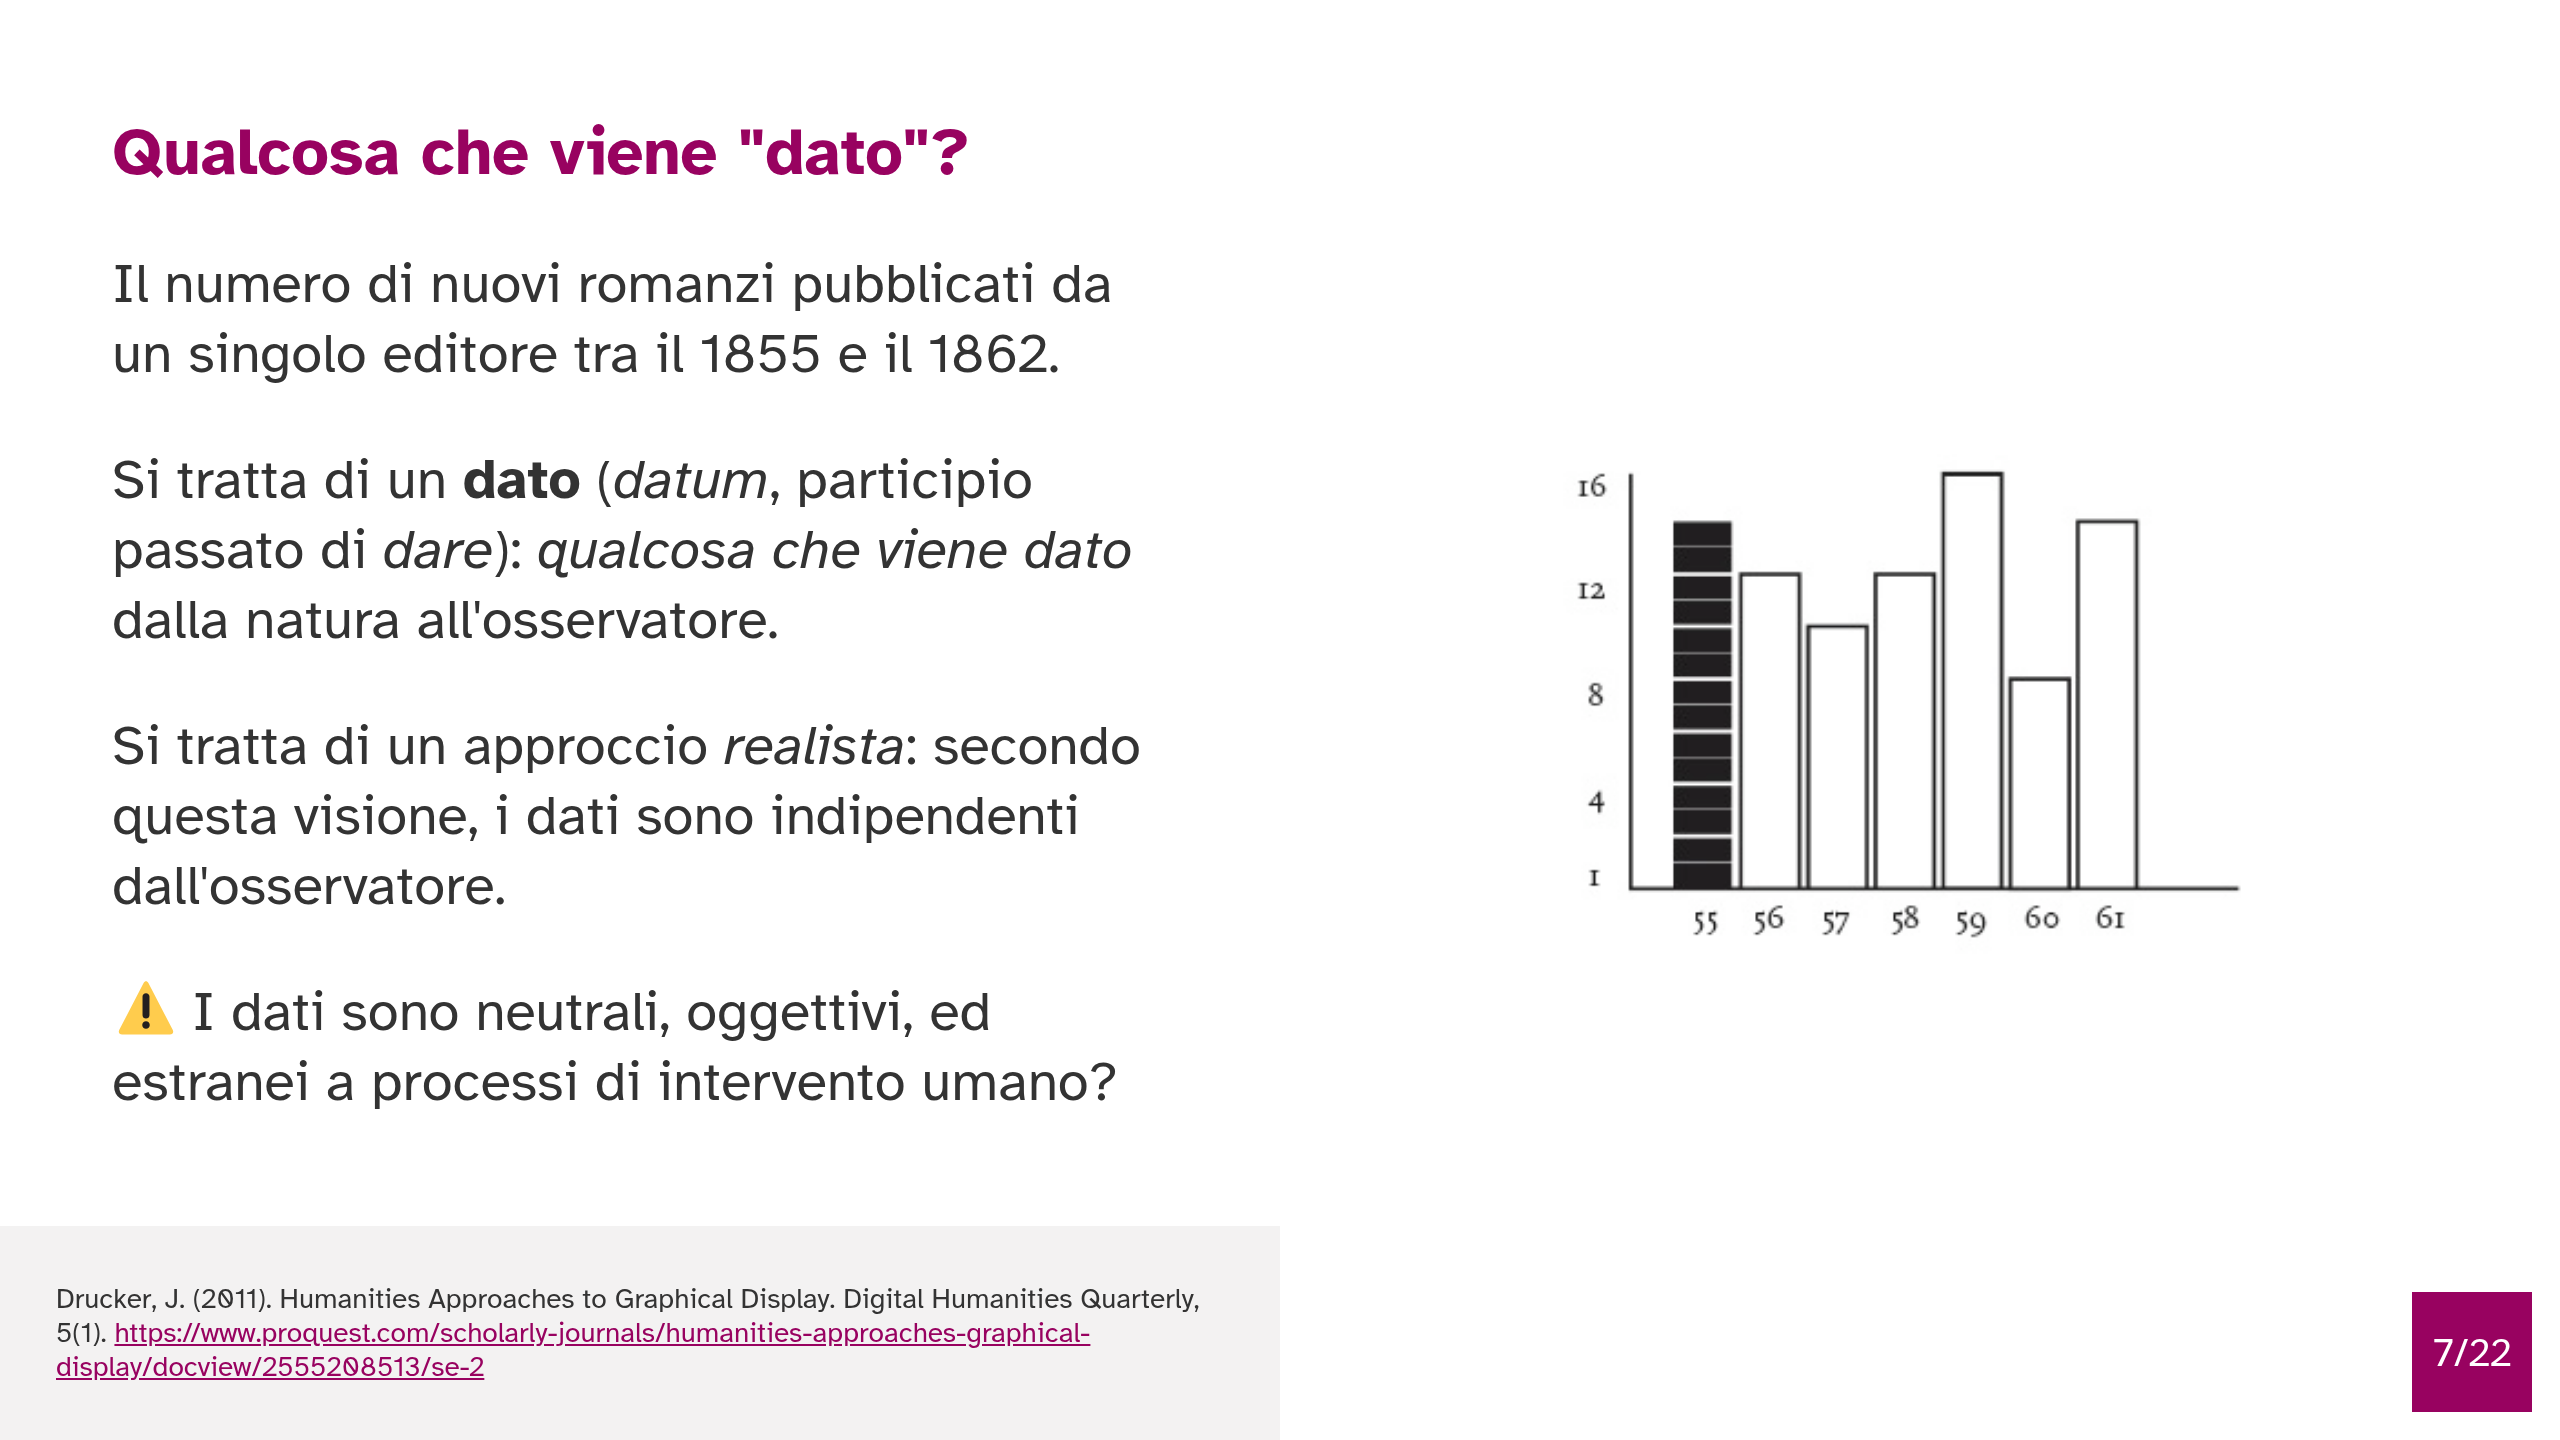 Qualcosa che viene "dato"?
Il numero di nuovi romanzi pubblicati da
un singolo editore tra il 1855 e il 1862.
Si tratta di un dato (datum, participio
passato di dare): qualcosa che viene dato
dalla natura all'osservatore.
Si tratta di un approccio realista: secondo
questa visione, i dati sono indipendenti
dall'osservatore.
⚠️ I dati sono neutrali, oggettivi, ed
estranei a processi di intervento umano?
16
12
8
4
1
55 56 57 58 59 60 61
Drucker, J. (2011). Humanities Approaches to Graphical Display. Digital Humanities Quarterly,
5(1). https://www.proquest.com/scholarly-journals/humanities-approaches-graphical-
display/docview/2555208513/se-2
7/22